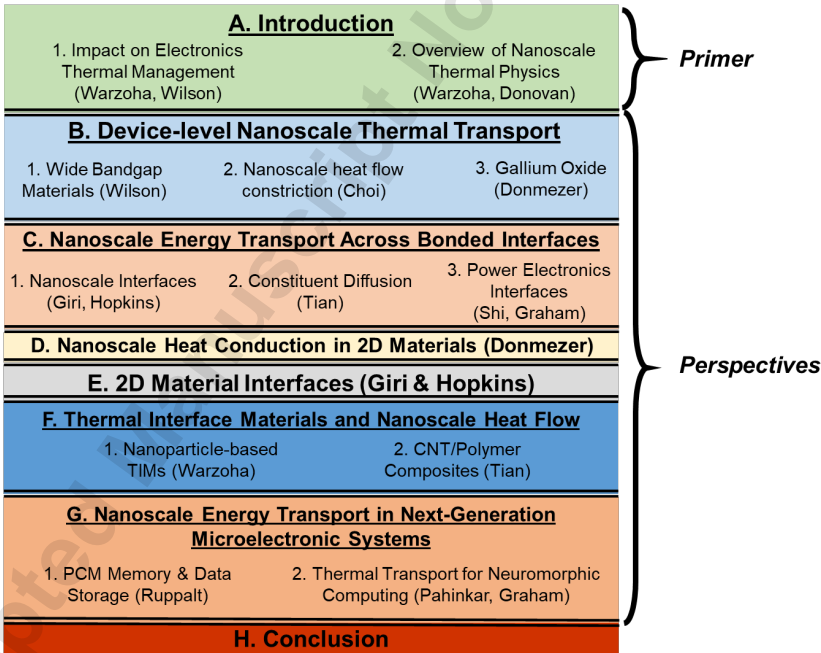 A. Introduction
1. Impact on Electronics
Thermal Management
(Warzoha, Wilson)
2. Overview of Nanoscale
Thermal Physics
(Warzoha, Donovan)
Primer
B. Device-level Nanoscale Thermal Transport
1. Wide Bandgap
Materials (Wilson)
2. Nanoscale heat flow
constriction (Choi)
3. Gallium Oxide
(Donmezer)
C. Nanoscale Energy Transport Across Bonded Interfaces
1. Nanoscale Interfaces
(Giri, Hopkins)
2. Constituent Diffusion
(Tian)
3. Power Electronics
Interfaces
(Shi, Graham)
D. Nanoscale Heat Conduction in 2D Materials (Donmezer)
E. 2D Material Interfaces (Giri & Hopkins)
Perspectives
F. Thermal Interface Materials and Nanoscale Heat Flow
1. Nanoparticle-based
TIMs (Warzoha)
2. CNT/Polymer
Composites (Tian)
G. Nanoscale Energy Transport in Next-Generation
Microelectronic Systems
1. PCM Memory & Data
Storage (Ruppalt)
2. Thermal Transport for Neuromorphic
Computing (Pahinkar, Graham)
H. Conclusion
pted Manuscript No